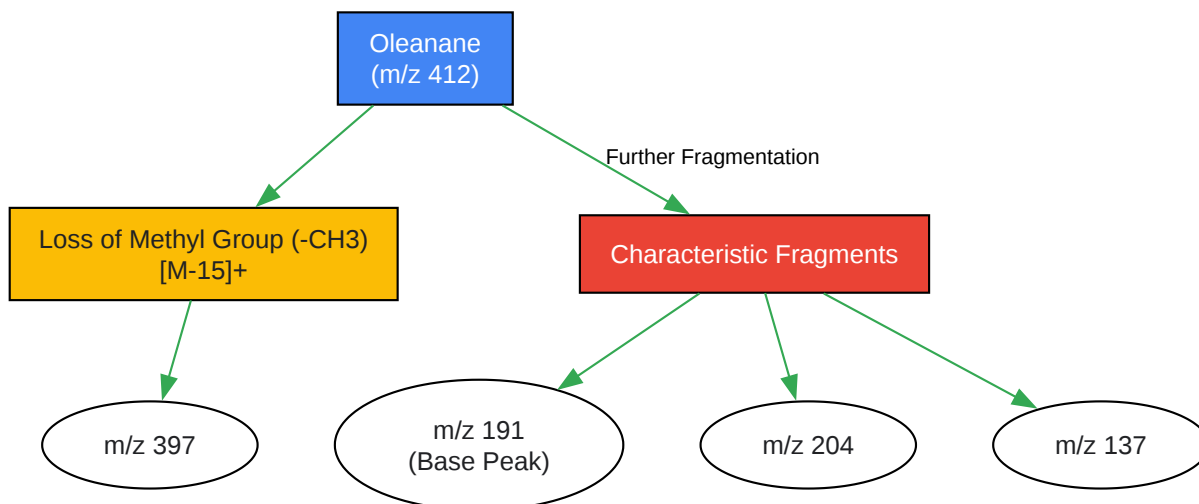 Oleanane
(m/z 412)
Further Fragmentation
Loss of Methyl Group (-CH3)
[M-15]+
Characteristic Fragments
m/z 397
m/z 191
(Base Peak)
m/z 204
m/z 137